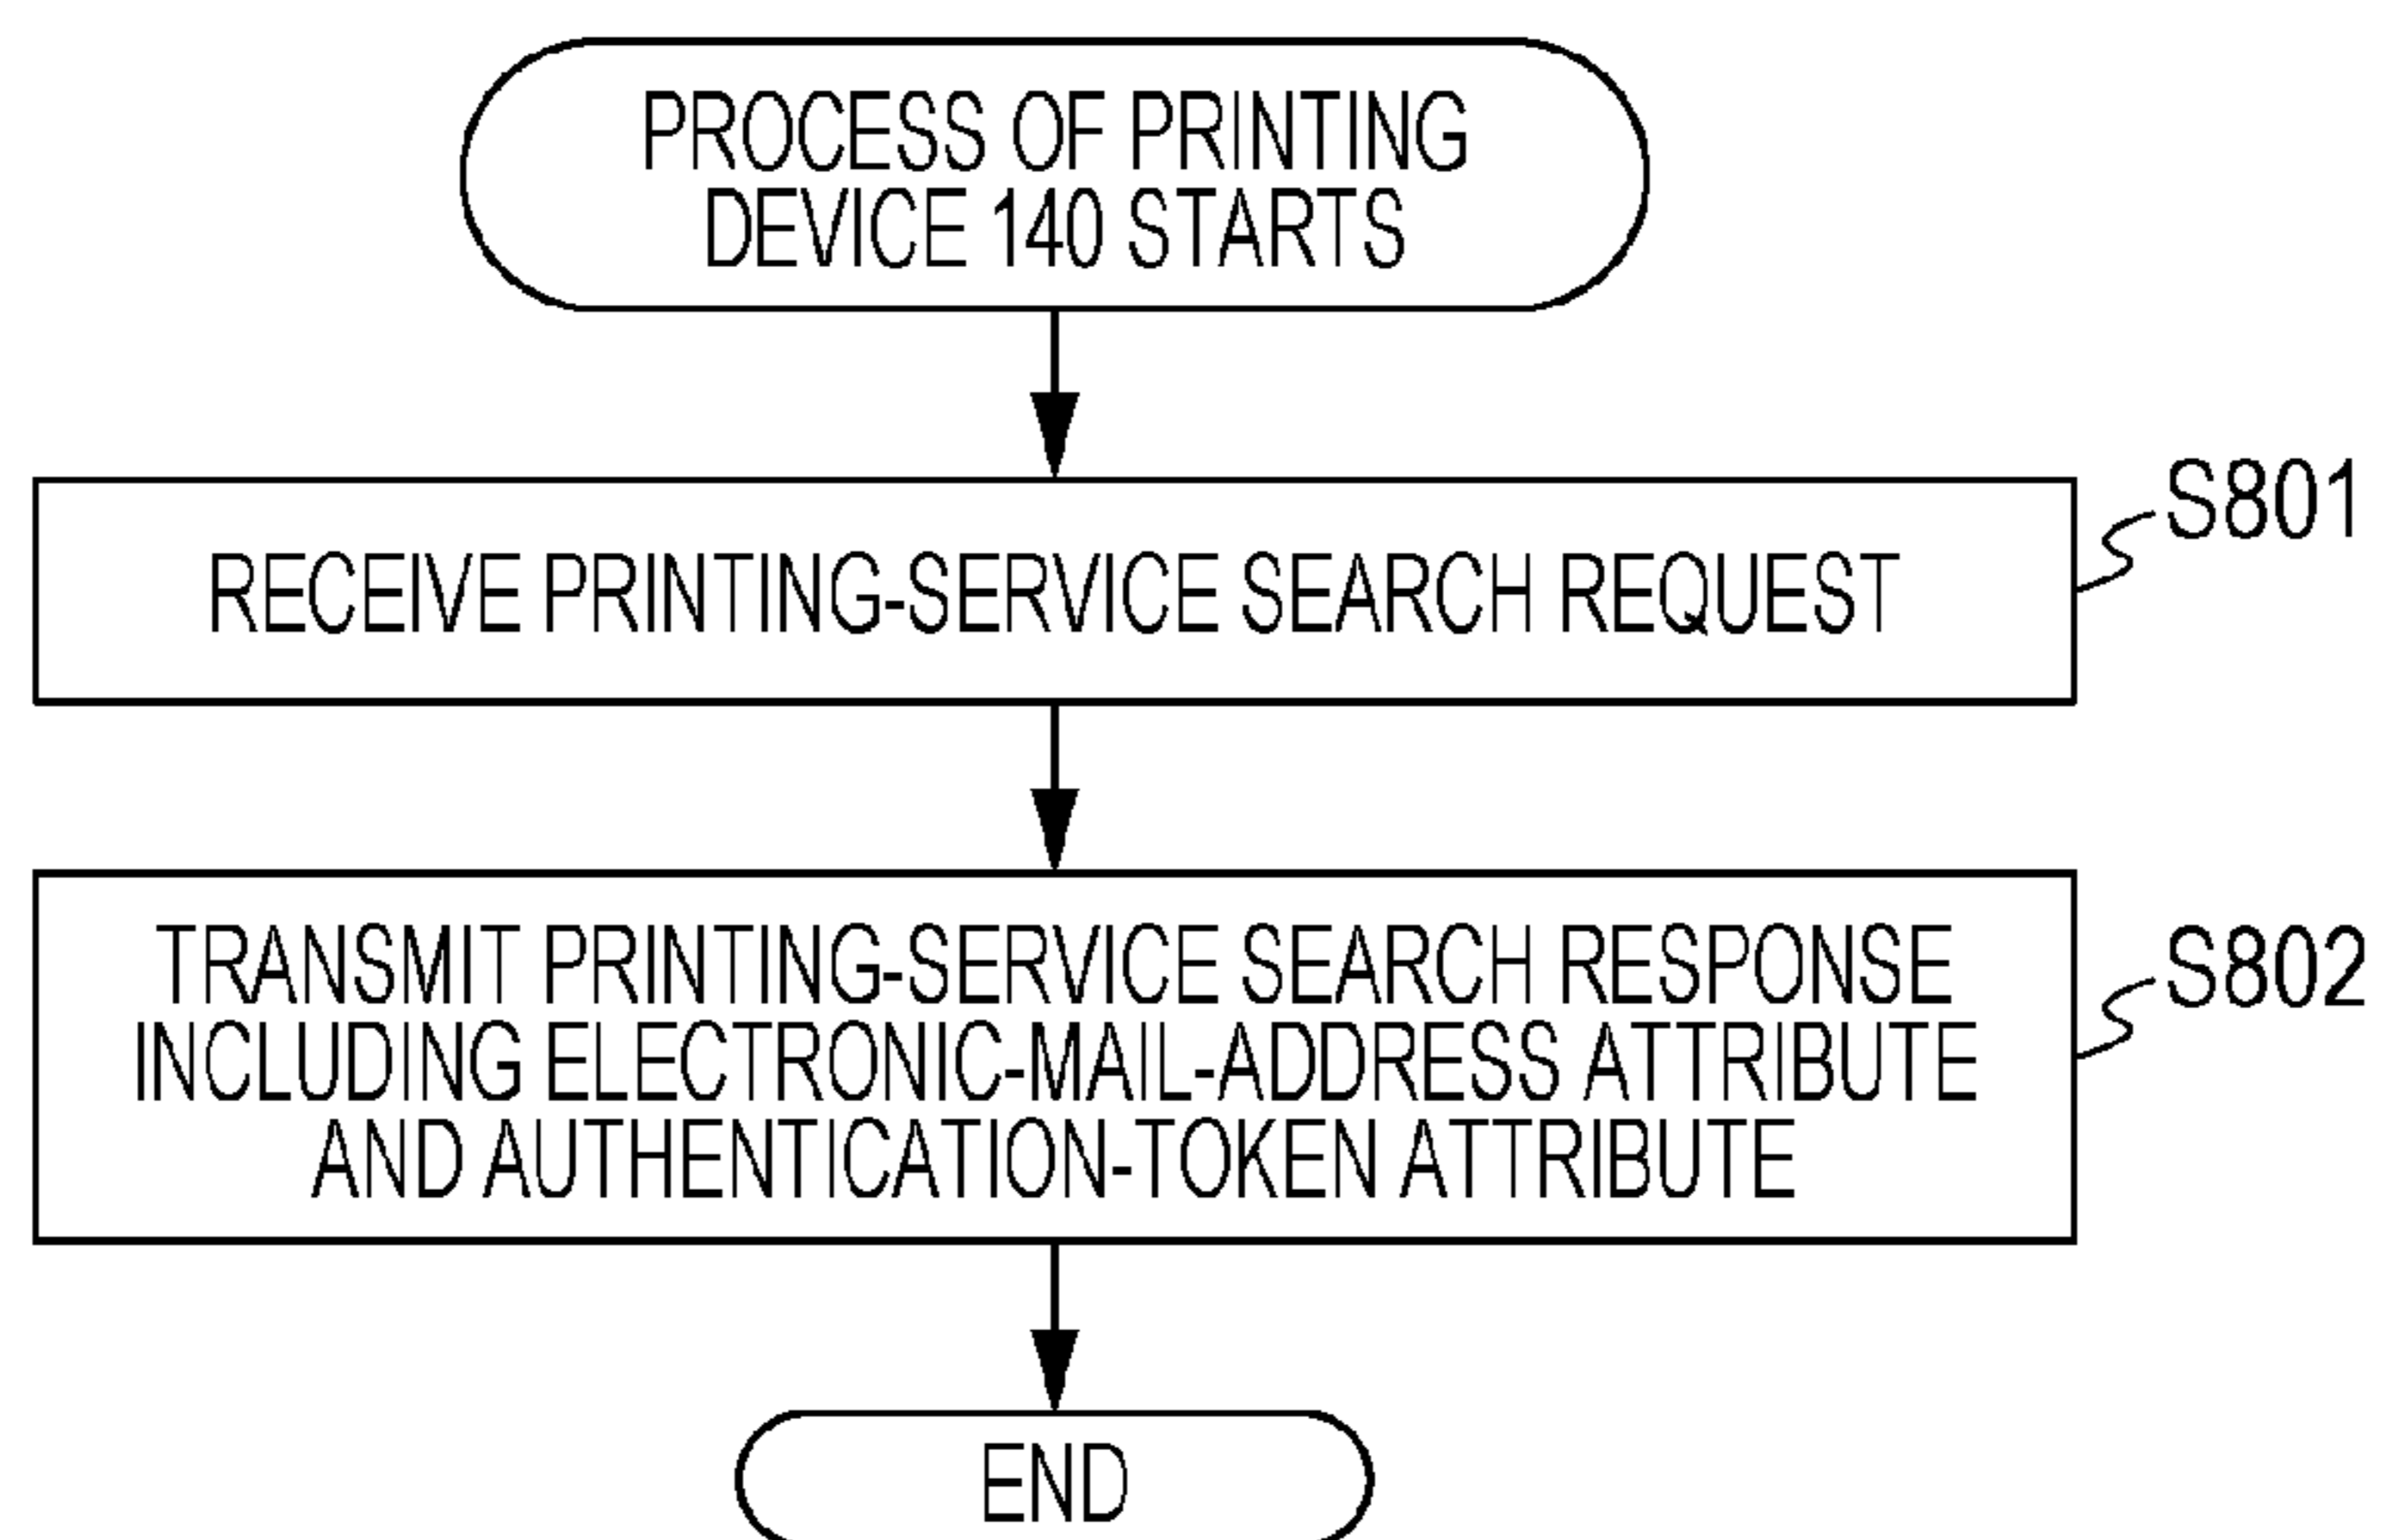 PROCESS OF PRINTING
DEVICE 140 STARTS
RECEIVE PRINTING-SERVICE SEARCH REQUEST
S801
TRANSMIT PRINTING-SERVICE SEARCH RESPONSE
INCLUDING ELECTRONIC-MAIL-ADDRESS ATTRIBUTE
AND AUTHENTICATION-TOKEN ATTRIBUTE
S802
END